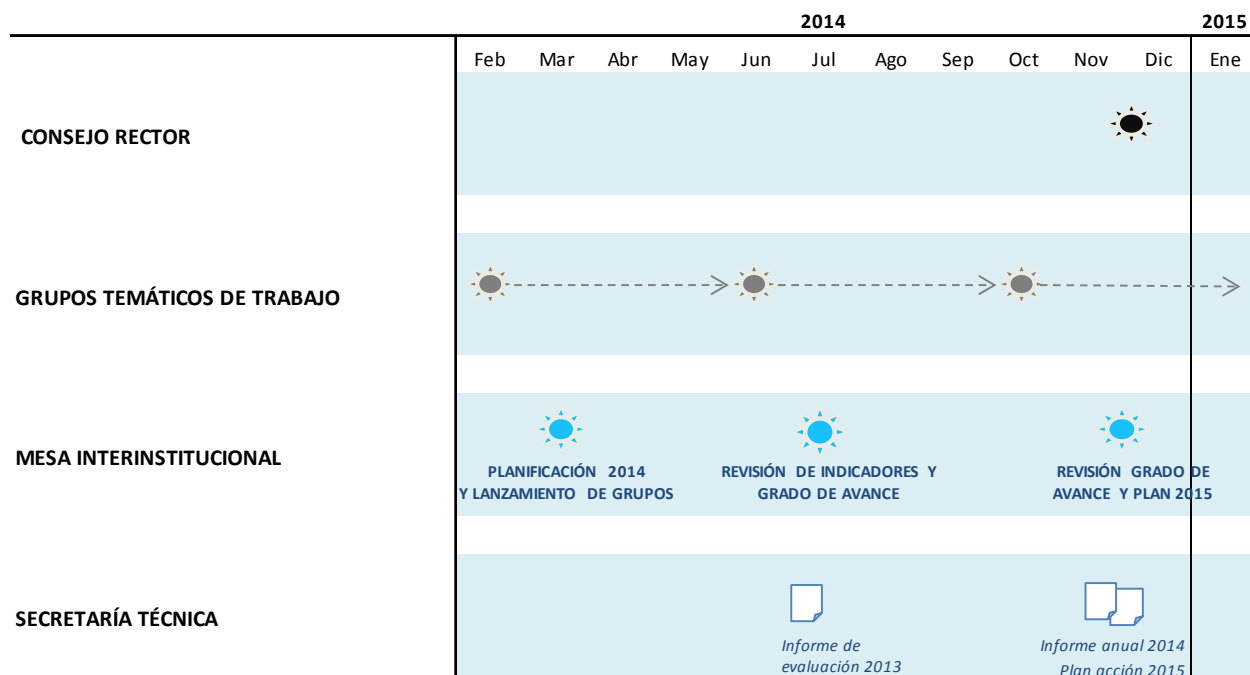 2014 2015
Feb Mar Abr May Jun Jul Ago Sep Oct Nov Dic Ene
CONSEJO RECTOR
GRUPOS TEMÁTICOS DE TRABAJO
MESA INTERINSTITUCIONAL
PLANIFICACIÓN 2014
Y LANZAMIENTO DE GRUPOS
REVISIÓN DE INDICADORES Y
GRADO DE AVANCE
REVISIÓN GRADO DE
AVANCE Y PLAN 2015
SECRETARÍA TÉCNICA
Informe de
evaluación 2013
Informe anual 2014
Plan acción 2015